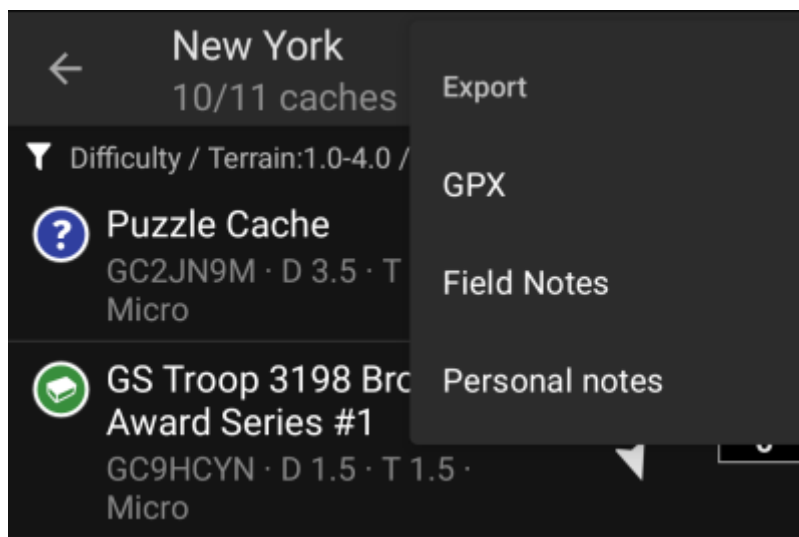 New York
10/11 caches
Difficulty / Terrain:1.0-4.0 /
?
Puzzle Cache
GC2JN9M · D 3.5 · T
Micro
GS Troop 3198 Bro
Award Series #1
GC9HCYN · D 1.5 · T 1.5 ·
Micro
Export
GPX
Field Notes
Personal notes